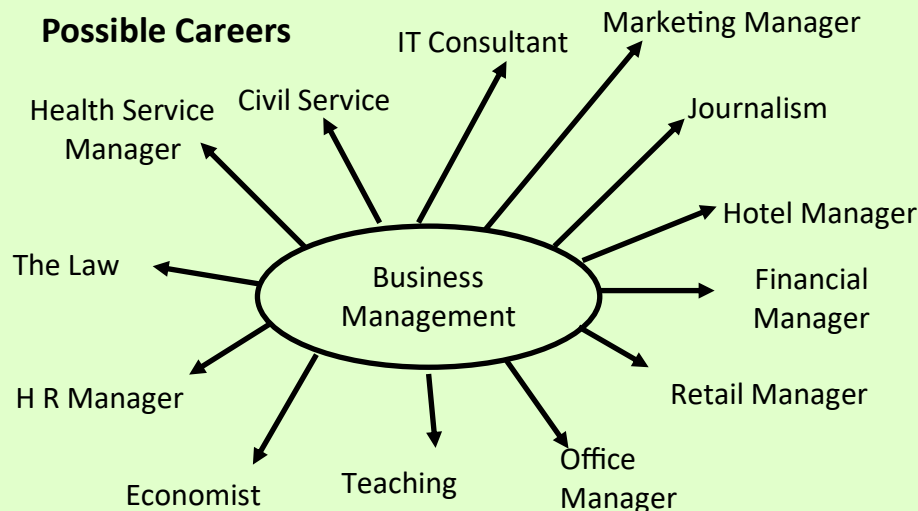 Possible Careers
IT Consultant
Marketing Manager
Health Service
Manager
Civil Service
Journalism
Hotel Manager
The Law
Business
Management
Financial
Manager
H R Manager
Retail Manager
Economist
Teaching
Office
Manager